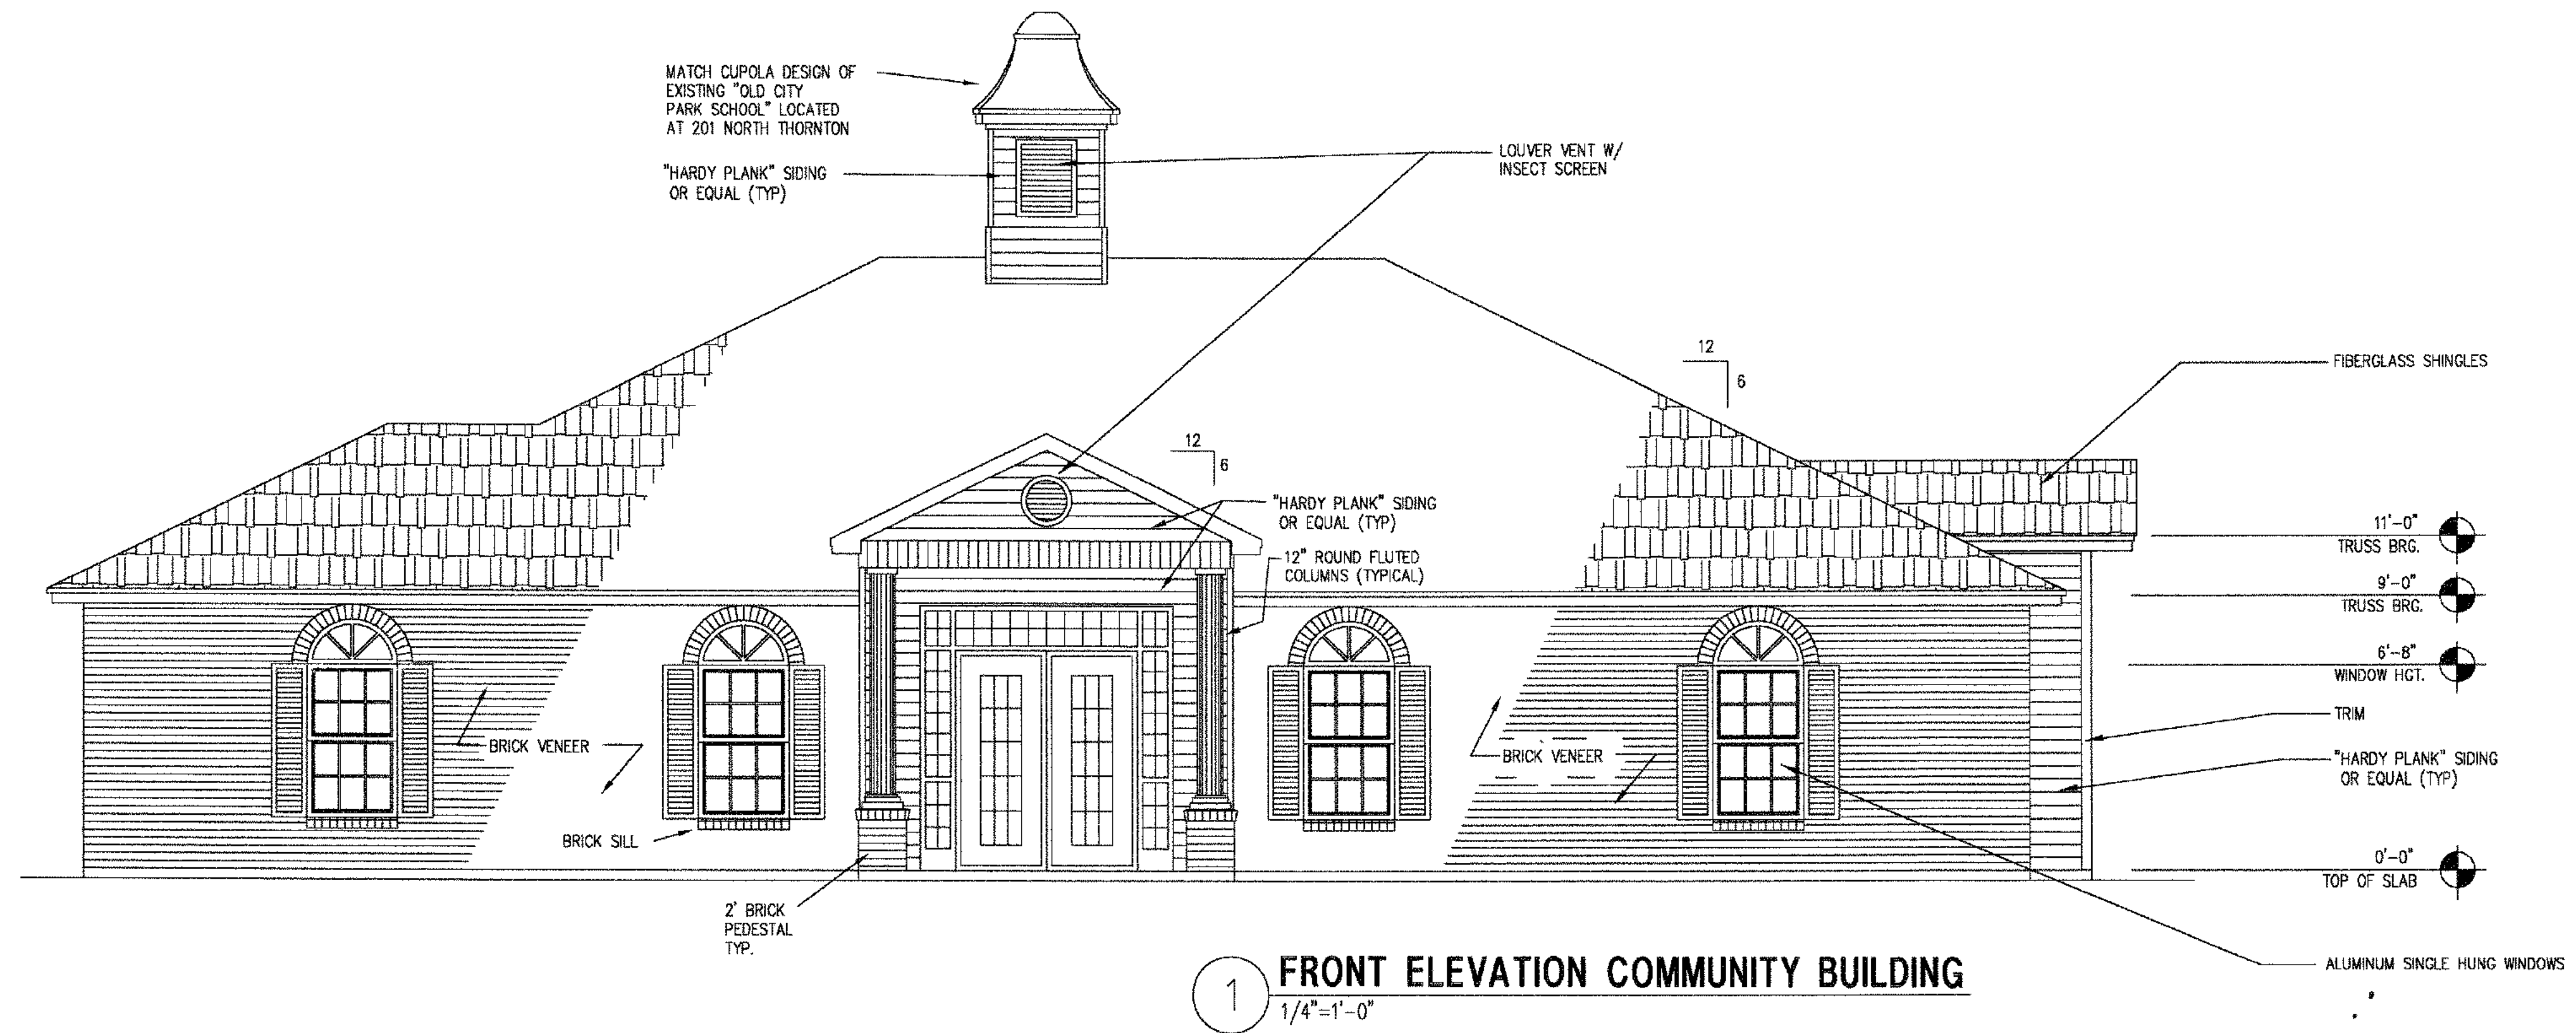 MATCH CUPOLA DESIGN OF
EXISTING "OLD CITY
PARK SCHOOL" LOCATED
AT 201 NORTH THORNTON
"HARDY PLANK" SIDING
OR EQUAL (TYP)
LOUVER VENT W/
INSECT SCREEN
12
6
FIBERGLASS SHINGLES
12
6
"HARDY PLANK" SIDING
OR EQUAL (TYP)
12" ROUND FLUTED
COLUMNS (TYPICAL)
11'-0"
TRUSS BRG.
9'-0"
TRUSS BRG.
6'-8"
WINDOW HGT.
TRIM
"HARDY PLANK" SIDING
OR EQUAL (TYP)
BRICK VENEER
BRICK VENEER
BRICK SILL
0'-0"
TOP OF SLAB
2' BRICK
PEDESTAL
TYP.
ALUMINUM SINGLE HUNG WINDOWS
1
FRONT ELEVATION COMMUNITY BUILDING
1/4"=1'-0"